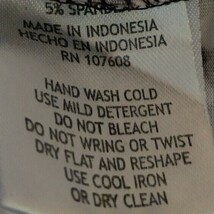 5% SPANDEX
MADE IN INDONESIA
HECHO EN INDONESIA
RN 107608
HAND WASH COLD
USE MILD DETERGENT
DO NOT BLEACH
DO NOT WRING OR TWIST
DRY FLAT AND RESHAPE
USE COOL IRON
OR DRY CLEAN